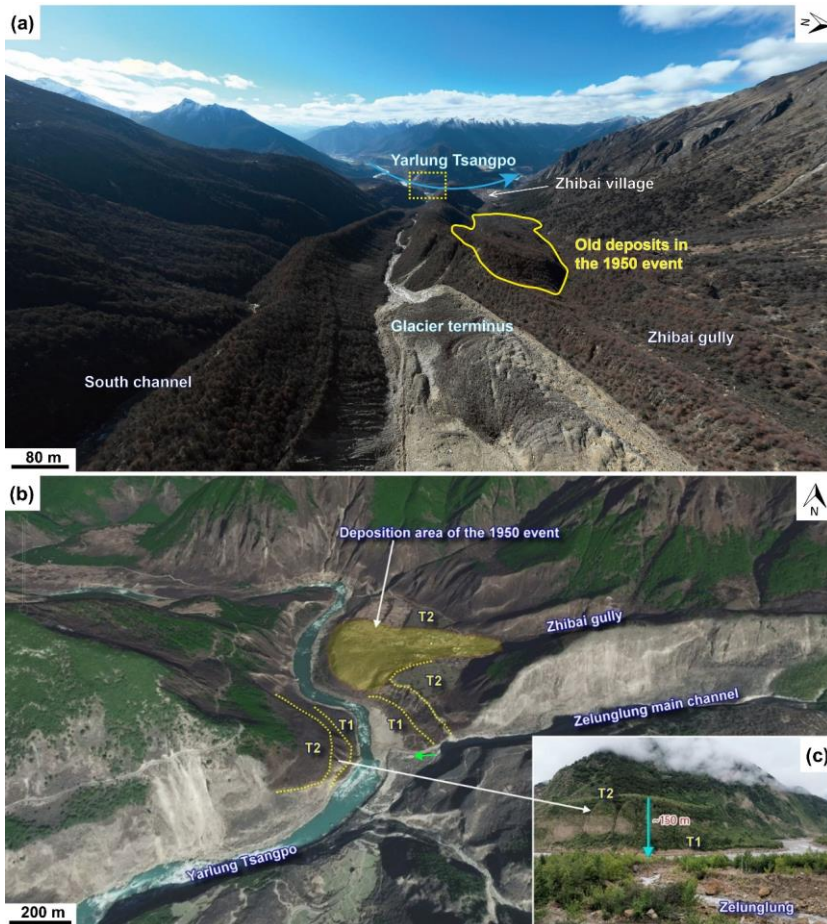 (a)
N
Yarlung Tsangpo
Zhibai village
Old deposits in
the 1950 event
Glacier terminus
Zhibai gully
South channel
80 m
(b)
N
Deposition area of the 1950 event
T2
Zhibai gully
T2
Zelunglung main channel
T1
T1
T2
(c)
T2
~150 m
T1
Yarlung Tsangpo
Zelunglung
200 m